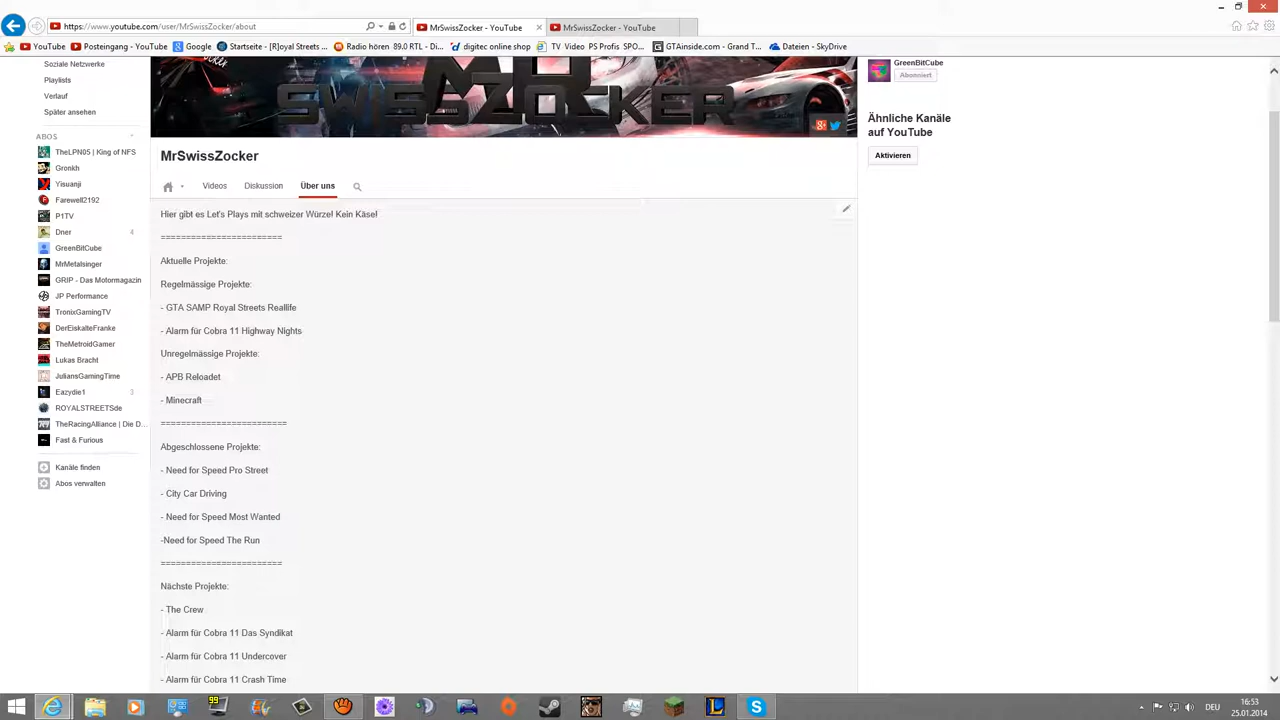 https://www.youtube.com/user/MrSwissZocker/about
MrSwissZocker - YouTube
MrSwissZocker - YouTube
YouTube
Posteingang - YouTube
Google
Startseite - [R]oyal Streets ...
Radio hören 89.0 RTL - Di...
digitec online shop
TV Video PS Profis SPO...
GTAinside.com - Grand T...
Dateien - SkyDrive
Soziale Netzwerke
Playlists
Verlauf
Später ansehen
ABOS
TheLPN05 | King of NFS
Gronkh
Yisuanji
Farewell2192
P1TV
Dner 4
GreenBitCube
MrMetalsinger
GRIP - Das Motormagazin
JP Performance
TronixGamingTV
DerEiskalteFranke
TheMetroidGamer
Lukas Bracht
JuliansGamingTime
Eazydie1 3
ROYALSTREETSde
TheRacingAlliance | Die D...
Fast & Furious
Kanäle finden
Abos verwalten
SWISSZOCKER
MrSwissZocker
Videos
Diskussion
Über uns
Hier gibt es Let's Plays mit schweizer Würze! Kein Käse!
=======================
Aktuelle Projekte:
Regelmässige Projekte:
- GTA SAMP Royal Streets Reallife
- Alarm für Cobra 11 Highway Nights
Unregelmässige Projekte:
- APB Reloadet
- Minecraft
========================
Abgeschlossene Projekte:
- Need for Speed Pro Street
- City Car Driving
- Need for Speed Most Wanted
-Need for Speed The Run
=======================
Nächste Projekte:
- The Crew
- Alarm für Cobra 11 Das Syndikat
- Alarm für Cobra 11 Undercover
- Alarm für Cobra 11 Crash Time
GreenBitCube
Abonniert
Ähnliche Kanäle
auf YouTube
Aktivieren
99
DEU
16:53
25.01.2014